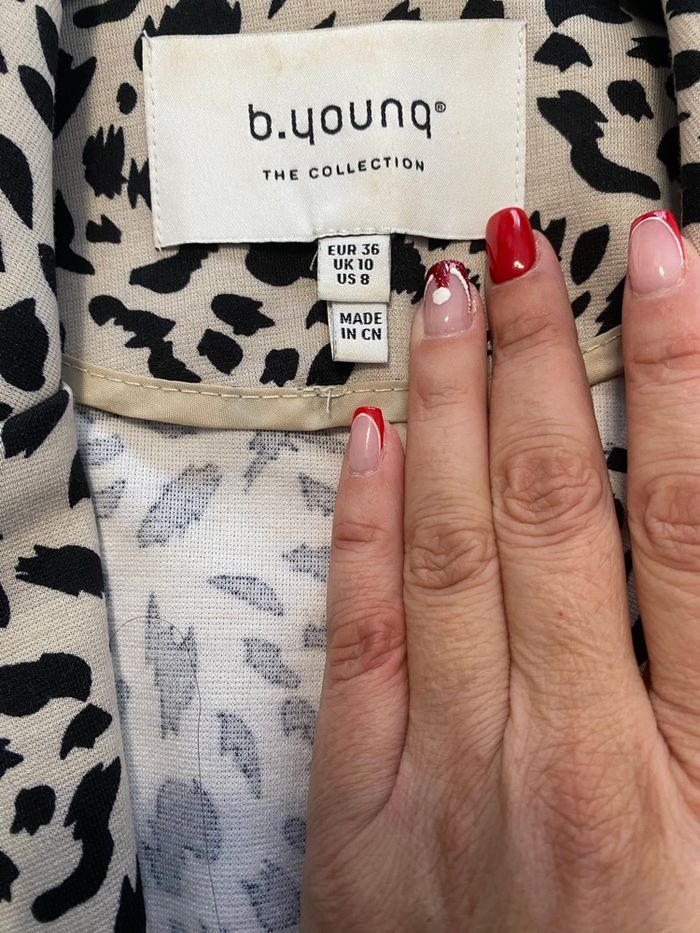 b.young®
THE COLLECTION
EUR 36
UK 10
US 8
MADE
IN CN